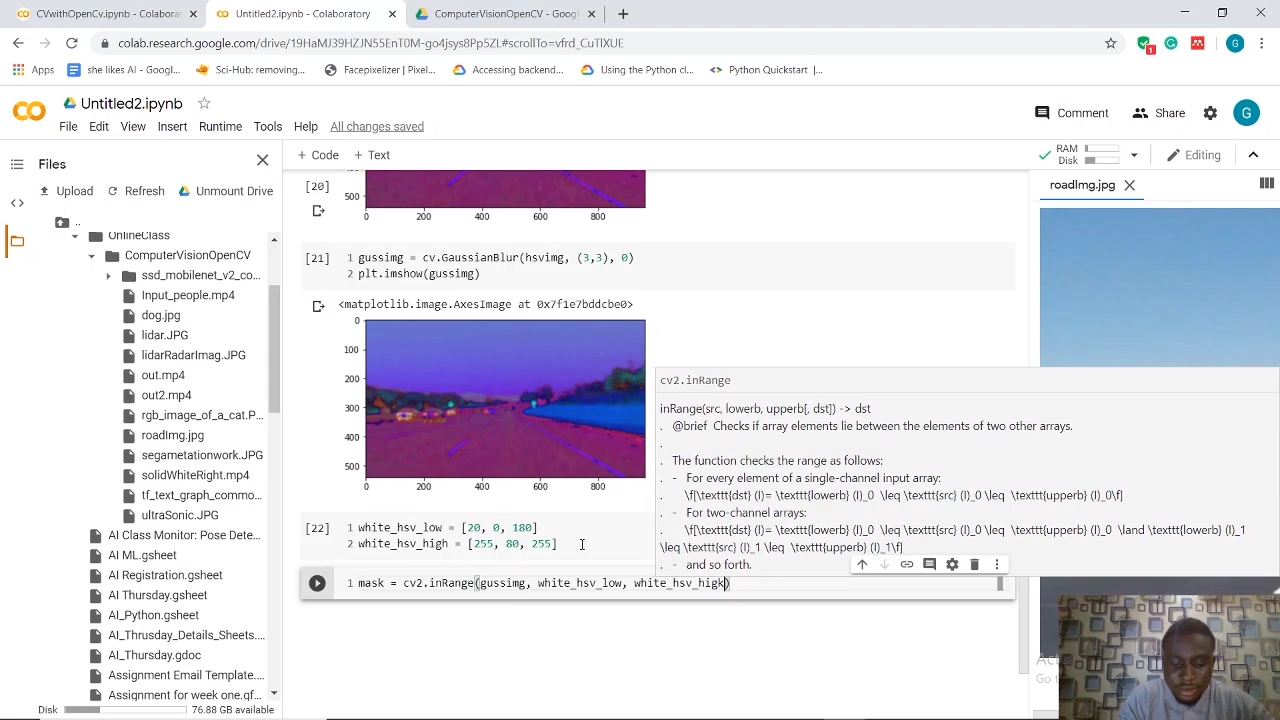 CVwithOpenCV.ipynb - Colaborat
Untitled2.ipynb - Colaboratory
ComputerVisionOpenCV - Googl
colab.research.google.com/drive/19HaMJ39HZJN55EnT0M-go4jsys8Pp5ZL#scrollTo=vfrd_CuTlXUE
Apps
she likes AI - Googl...
Sci-Hub: removing...
Facepixelizer | Pixel...
Accessing backend...
Using the Python cl...
Python Quickstart |...
Untitled2.ipynb
File Edit View Insert Runtime Tools Help All changes saved
Comment
Share
G
Files
Upload
Refresh
Unmount Drive
+ Code + Text
RAM
Disk
Editing
..
OnlineClass
ComputerVisionOpenCV
ssd_mobilenet_v2_co...
Input_people.mp4
dog.jpg
lidar.JPG
lidarRadarImag.JPG
out.mp4
out2.mp4
rgb_image_of_a_cat.P...
roadImg.jpg
segametationwork.JPG
solidWhiteRight.mp4
tf_text_graph_commo...
ultraSonic.JPG
AI Class Monitor: Pose Dete...
AI ML.gsheet
AI Registration.gsheet
AI Thursday.gsheet
AI_Participant.gsheet
AI_Thrusday_Details_Sheets....
AI_Thursday.gdoc
Assignment Email Template....
Assignment for week one.gf...
Disk
76.88 GB available
[20]
500
0 200 400 600 800
[21]
1 gussimg = cv.GaussianBlur(hsvimg, (3,3), 0)
2 plt.imshow(gussimg)
<matplotlib.image.AxesImage at 0x7f1e7bddcbe0>
0
100
200
300
400
500
0 200 400 600 800
[22]
1 white_hsv_low = [20, 0, 180]
2 white_hsv_high = [255, 80, 255]
1 mask = cv2.inRange(gussimg, white_hsv_low, white_hsv_higk)
cv2.inRange
inRange(src, lowerb, upperb[, dst]) -> dst
. @brief Checks if array elements lie between the elements of two other arrays.
.
. The function checks the range as follows:
. - For every element of a single-channel input array:
. \f[\texttt{dst} (I)= \texttt{lowerb} (I)_0 \leq \texttt{src} (I)_0 \leq \texttt{upperb} (I)_0\f]
. - For two-channel arrays:
. \f[\texttt{dst} (I)= \texttt{lowerb} (I)_0 \leq \texttt{src} (I)_0 \leq \texttt{upperb} (I)_0 \land \texttt{lowerb} (I)_1
\leq \texttt{src} (I)_1 \leq \texttt{upperb} (I)_1\f]
. - and so forth.
roadImg.jpg